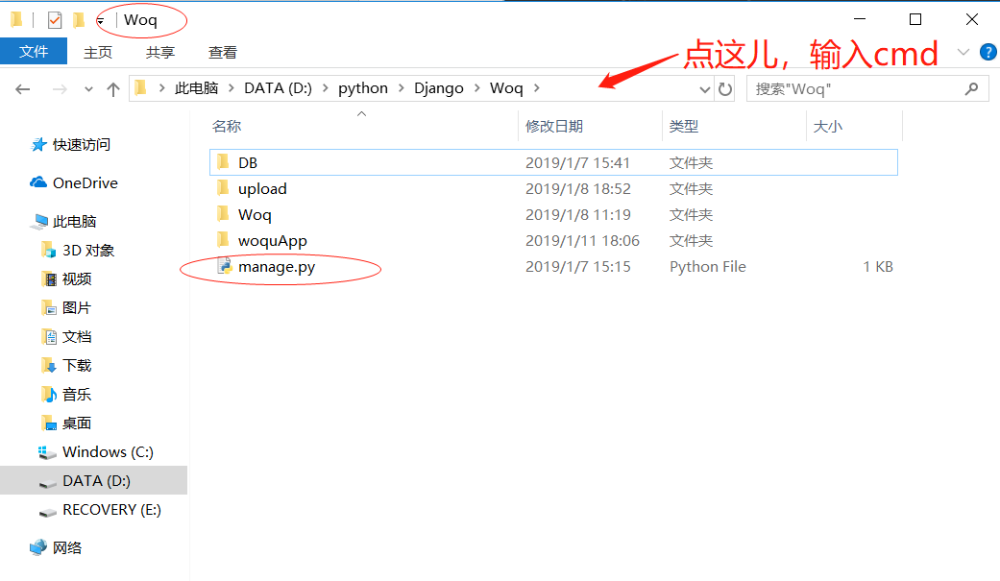 Woq
文件 主页 共享 查看
点这儿，输入cmd
此电脑 DATA (D:) python Django Woq
搜索"Woq"
名称 修改日期 类型 大小
快速访问
OneDrive
此电脑
3D 对象
视频
图片
文档
下载
音乐
桌面
Windows (C:)
DATA (D:)
RECOVERY (E:)
网络
DB 2019/1/7 15:41 文件夹
upload 2019/1/8 18:52 文件夹
Woq 2019/1/8 11:19 文件夹
woquApp 2019/1/11 18:06 文件夹
manage.py 2019/1/7 15:15 Python File 1 KB